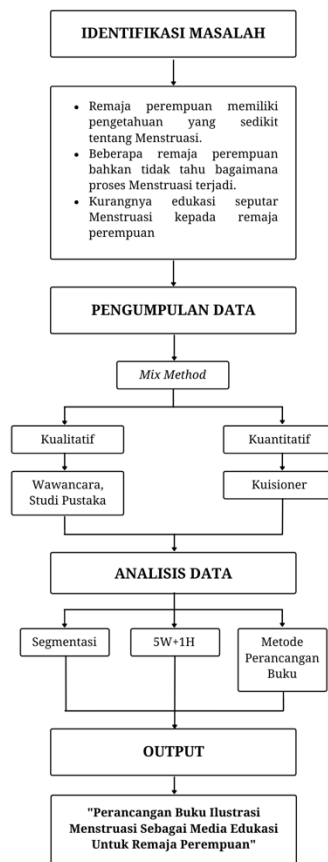 IDENTIFIKASI MASALAH
• Remaja perempuan memiliki
pengetahuan yang sedikit
tentang Menstruasi.
• Beberapa remaja perempuan
bahkan tidak tahu bagaimana
proses Menstruasi terjadi.
• Kurangnya edukasi seputar
Menstruasi kepada remaja
perempuan
PENGUMPULAN DATA
Mix Method
Kualitatif
Kuantitatif
Wawancara,
Studi Pustaka
Kuisioner
ANALISIS DATA
Segmentasi
5W+1H
Metode
Perancangan
Buku
OUTPUT
"Perancangan Buku Ilustrasi
Menstruasi Sebagai Media Edukasi
Untuk Remaja Perempuan"